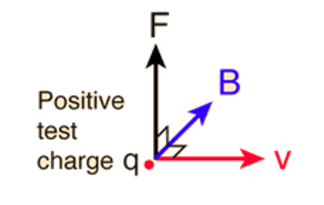 F
B
Positive
test
charge q
v